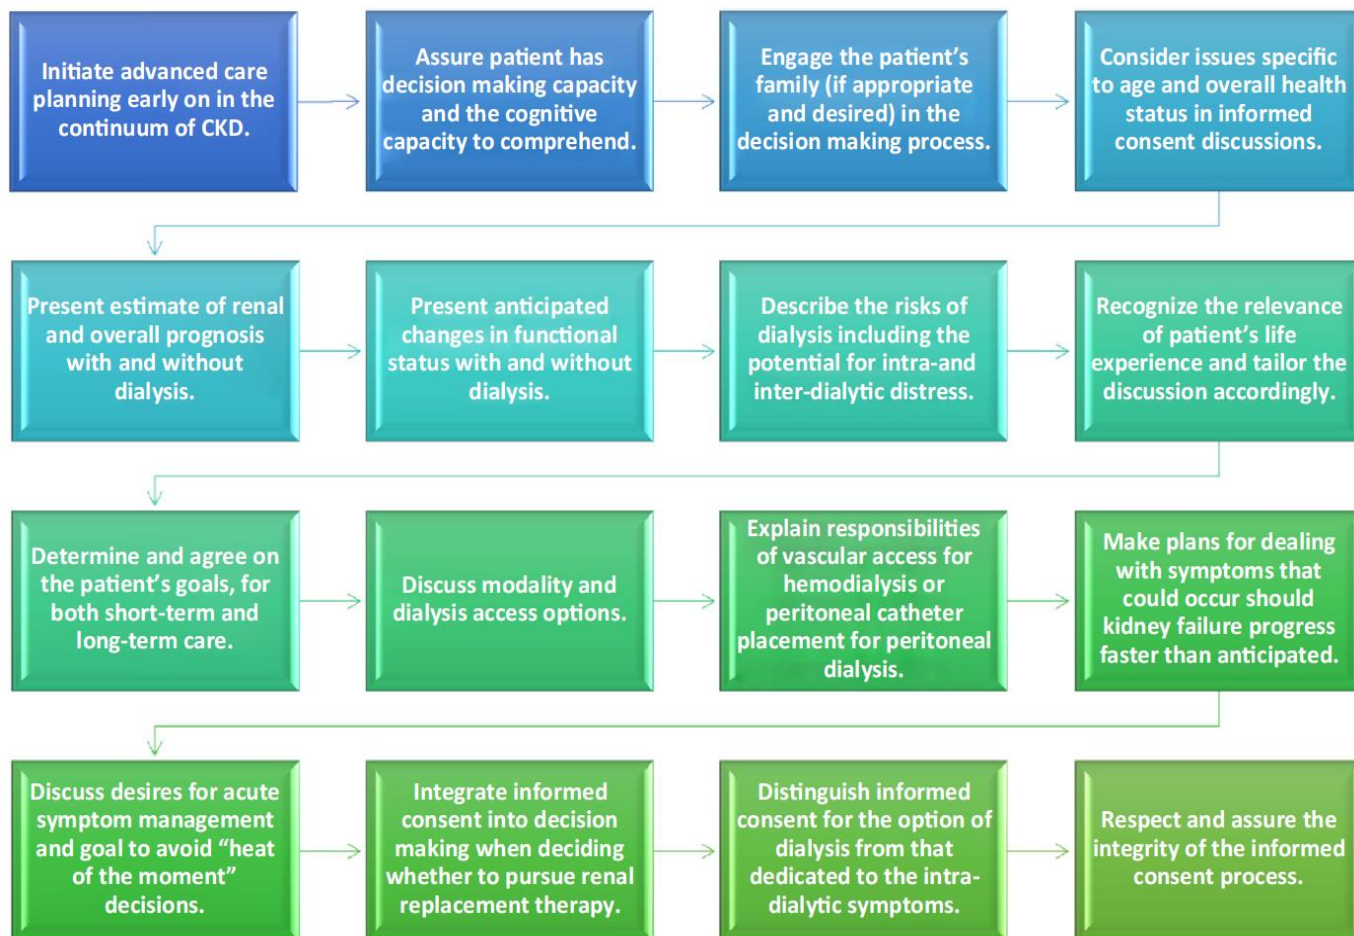 Initiate advanced care
planning early on in the
continuum of CKD.
Assure patient has
decision making capacity
and the cognitive
capacity to comprehend.
Engage the patient’s
family (if appropriate
and desired) in the
decision making process.
Consider issues specific
to age and overall health
status in informed
consent discussions.
Present estimate of renal
and overall prognosis
with and without
dialysis.
Present anticipated
changes in functional
status with and without
dialysis.
Describe the risks of
dialysis including the
potential for intra-and
inter-dialytic distress.
Recognize the relevance
of patient’s life
experience and tailor the
discussion accordingly.
Determine and agree on
the patient’s goals, for
both short-term and
long-term care.
Discuss modality and
dialysis access options.
Explain responsibilities
of vascular access for
hemodialysis or
peritoneal catheter
placement for peritoneal
dialysis.
Make plans for dealing
with symptoms that
could occur should
kidney failure progress
faster than anticipated.
Discuss desires for acute
symptom management
and goal to avoid “heat
of the moment”
decisions.
Integrate informed
consent into decision
making when deciding
whether to pursue renal
replacement therapy.
Distinguish informed
consent for the option of
dialysis from that
dedicated to the intra-
dialytic symptoms.
Respect and assure the
integrity of the informed
consent process.